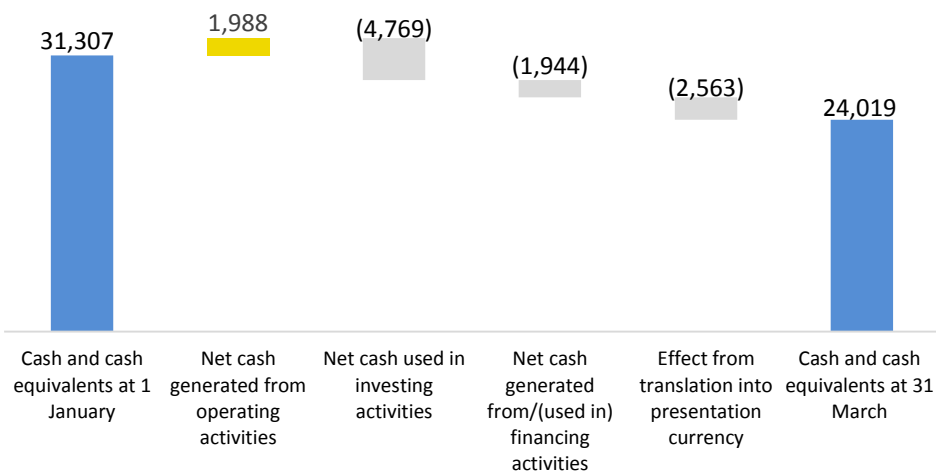 31,307
1,988
(4,769)
(1,944)
(2,563)
24,019
Cash and cash
equivalents at 1
January
Net cash
generated from
operating
activities
Net cash used in
investing
activities
Net cash
generated
from/(used in)
financing
activities
Effect from
translation into
presentation
currency
Cash and cash
equivalents at 31
March